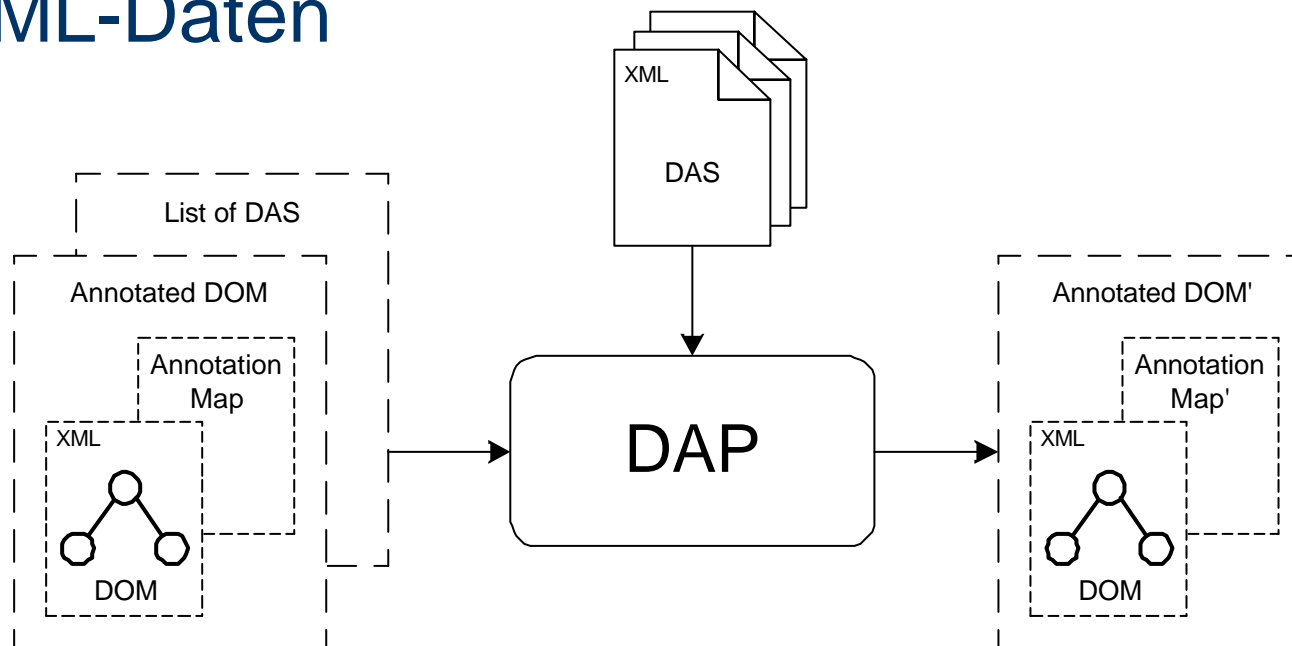 ML-Daten
XML
DAS
List of DAS
Annotated DOM
Annotation
Map
XML
DOM
DAP
Annotated DOM'
Annotation
Map'
XML
DOM